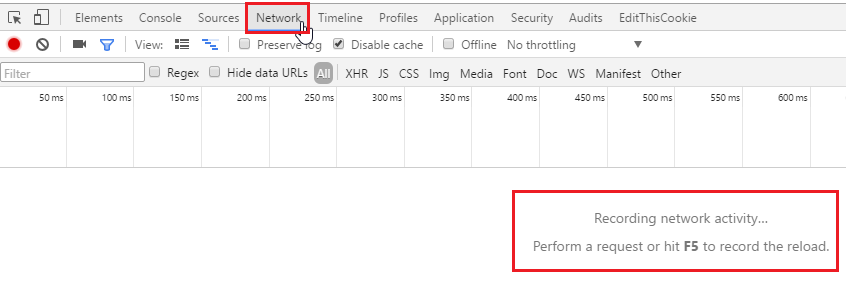 Elements Console Sources Network Timeline Profiles Application Security Audits EditThisCookie
View: Preserve log Disable cache Offline No throttling
Filter Regex Hide data URLs All XHR JS CSS Img Media Font Doc WS Manifest Other
50 ms 100 ms 150 ms 200 ms 250 ms 300 ms 350 ms 400 ms 450 ms 500 ms 550 ms 600 ms
Recording network activity...
Perform a request or hit F5 to record the reload.